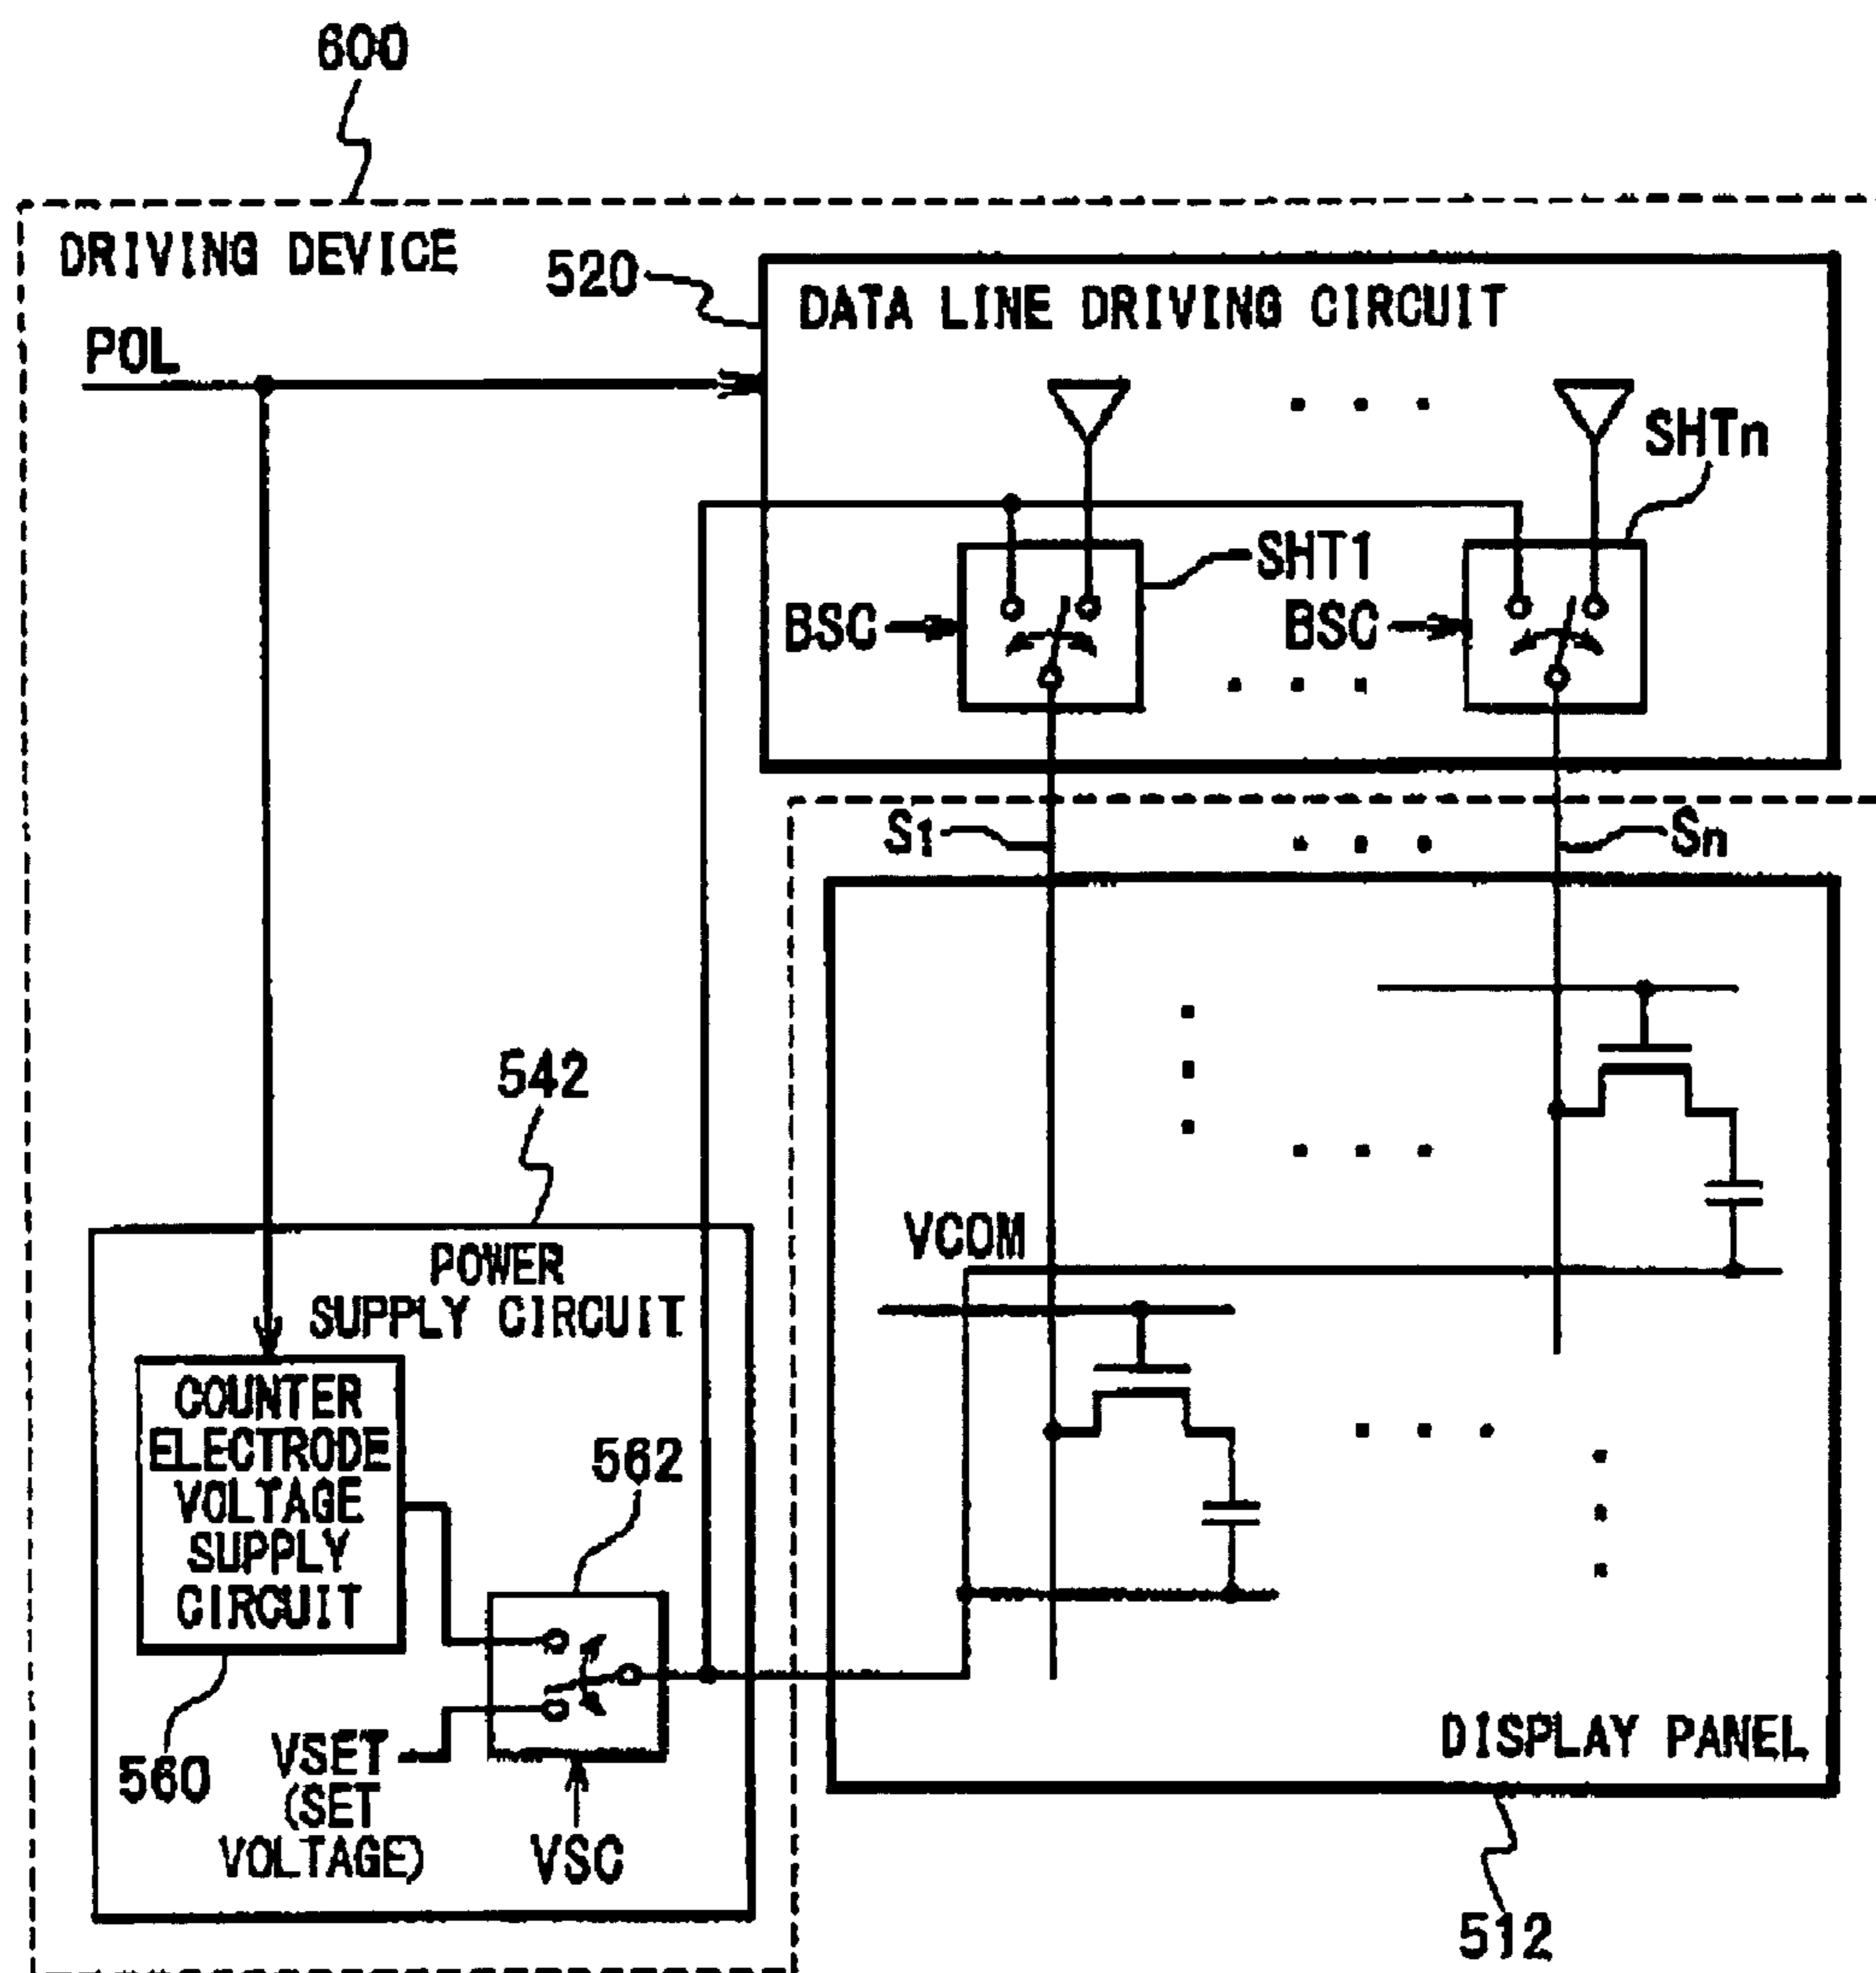 600
DRIVING DEVICE
520
DATA LINE DRIVING CIRCUIT
POL
SHTn
SHT1
BSC
BSC
S1
Sn
542
VCOM
POWER
SUPPLY CIRCUIT
COUNTER
ELECTRODE
VOLTAGE
SUPPLY
CIRCUIT
562
560
VSET
(SET
VOLTAGE)
VSC
DISPLAY PANEL
512